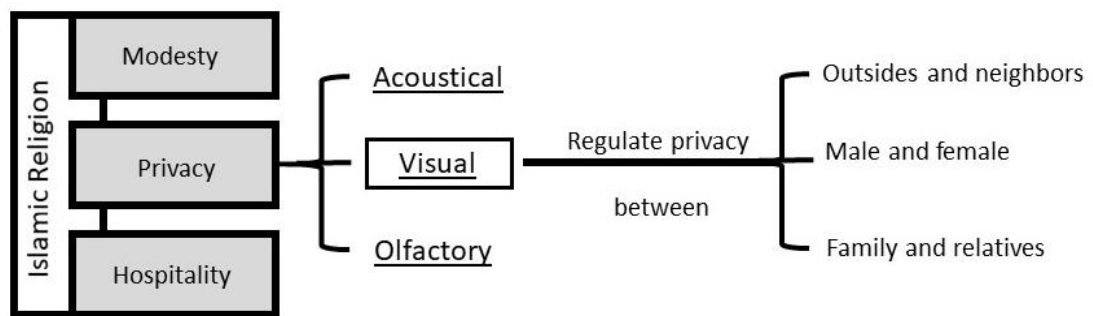 Islamic Religion
Modesty
Privacy
Hospitality
Acoustical
Visual
Olfactory
Regulate privacy
between
Outsides and neighbors
Male and female
Family and relatives